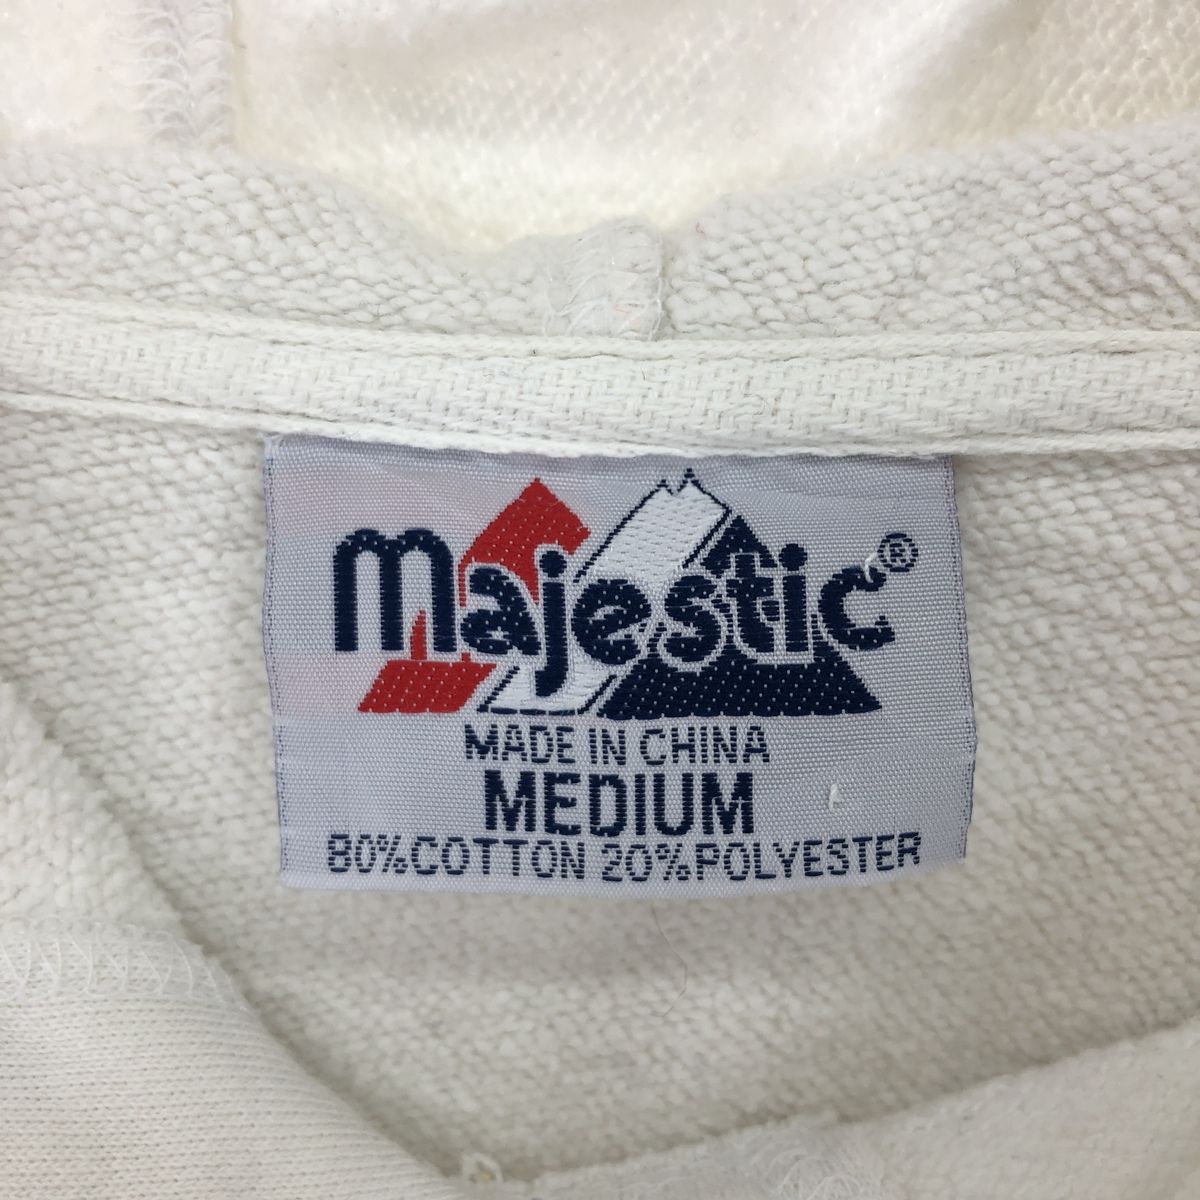 majestic®
MADE IN CHINA
MEDIUM
80%COTTON 20%POLYESTER